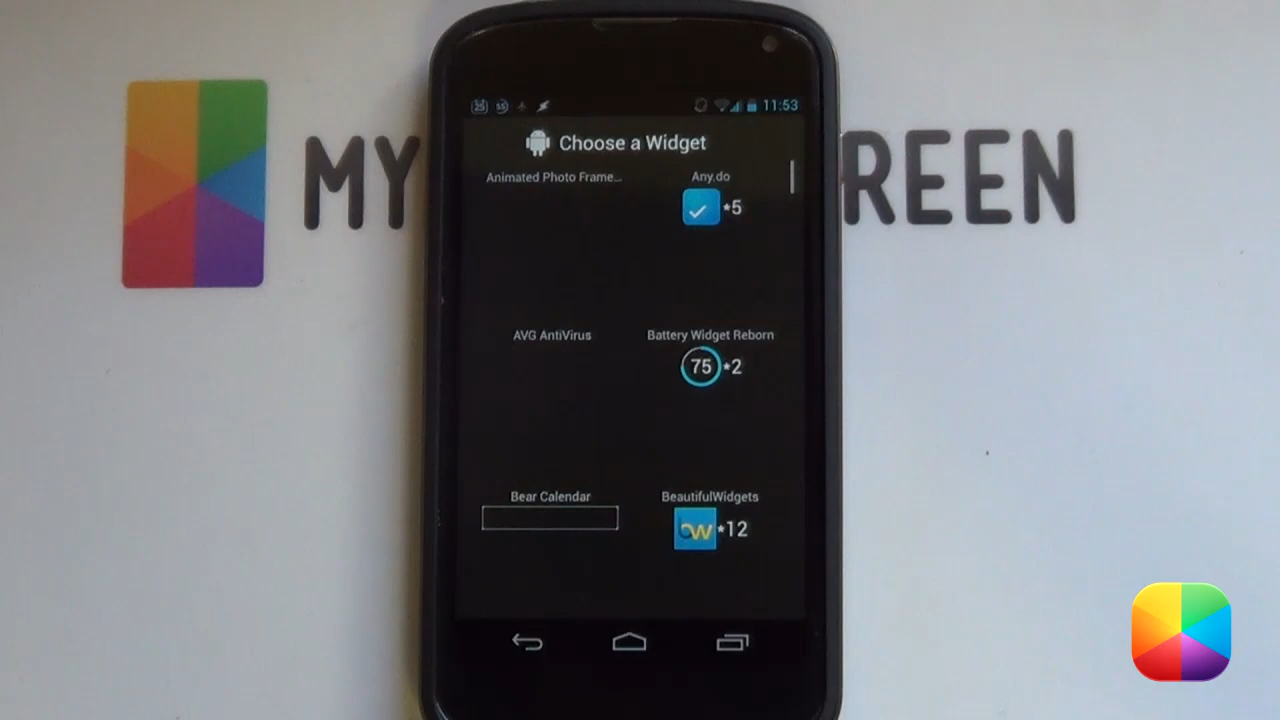 MY REEN
11:53
Choose a Widget
Animated Photo Frame...
Any.do
*5
AVG AntiVirus
Battery Widget Reborn
75 *2
Bear Calendar
BeautifulWidgets
bw *12